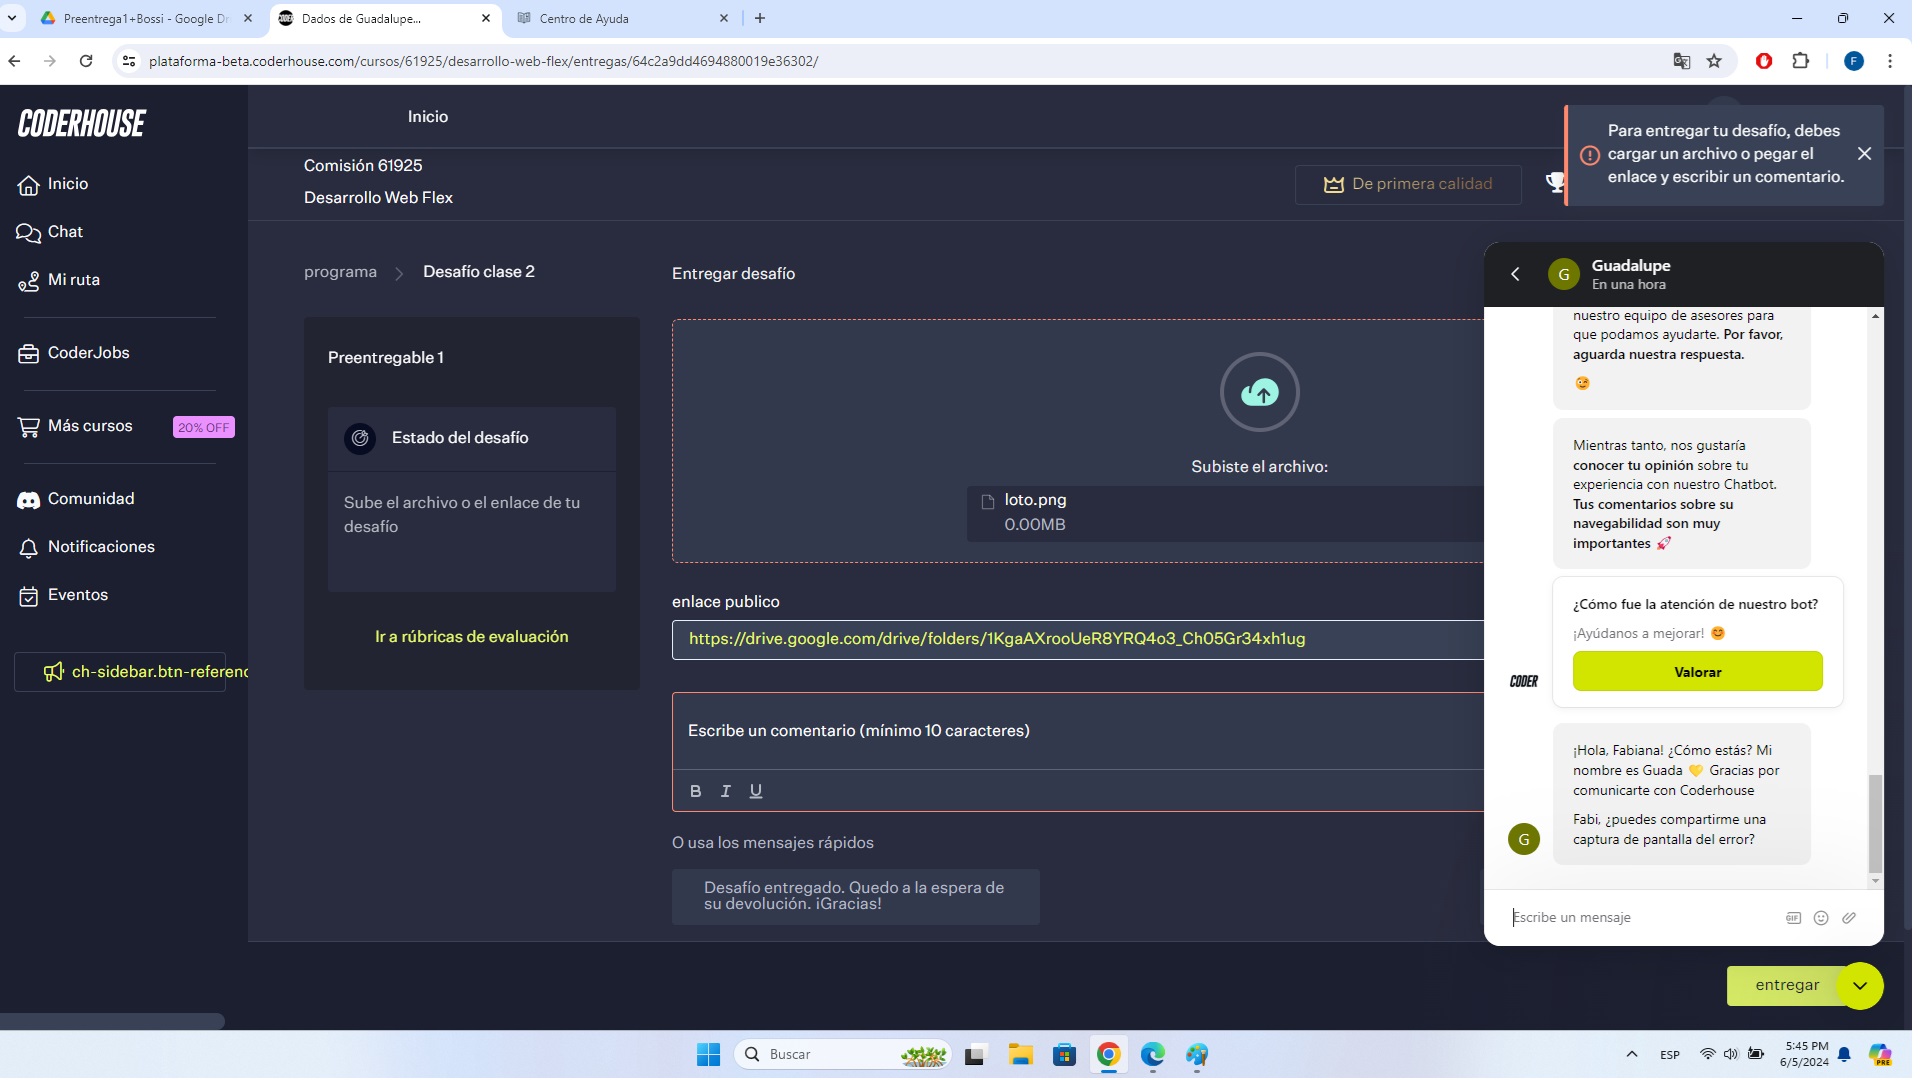 Preentrega1+Bossi - Google Dr
Dados de Guadalupe...
Centro de Ayuda
plataforma-beta.coderhouse.com/cursos/61925/desarrollo-web-flex/entregas/64c2a9dd4694880019e36302/
F
CODERHOUSE
Inicio
Chat
Mi ruta
CoderJobs
Más cursos
20% OFF
Comunidad
Notificaciones
Eventos
ch-sidebar.btn-referenc
Inicio
Comisión 61925
Desarrollo Web Flex
De primera calidad
Para entregar tu desafío, debes
cargar un archivo o pegar el
enlace y escribir un comentario.
programa
Desafío clase 2
Preentregable 1
Estado del desafío
Sube el archivo o el enlace de tu
desafío
Ir a rúbricas de evaluación
Entregar desafío
Subiste el archivo:
loto.png
0.00MB
enlace publico
https://drive.google.com/drive/folders/1KgaAXrooUeR8YRQ4o3_Ch05Gr34xh1ug
Escribe un comentario (mínimo 10 caracteres)
B I U
O usa los mensajes rápidos
Desafío entregado. Quedo a la espera de
su devolución. ¡Gracias!
G
Guadalupe
En una hora
nuestro equipo de asesores para
que podamos ayudarte. Por favor,
aguarda nuestra respuesta.
😉
Mientras tanto, nos gustaría
conocer tu opinión sobre tu
experiencia con nuestro Chatbot.
Tus comentarios sobre su
navegabilidad son muy
importantes 🚀
¿Cómo fue la atención de nuestro bot?
¡Ayúdanos a mejorar! 😊
Valorar
CODER
¡Hola, Fabiana! ¿Cómo estás? Mi
nombre es Guada 💛 Gracias por
comunicarte con Coderhouse
Fabi, ¿puedes compartirme una
captura de pantalla del error?
G
Escribe un mensaje
GIF
entregar
Buscar
ESP
5:45 PM
6/5/2024
PRE